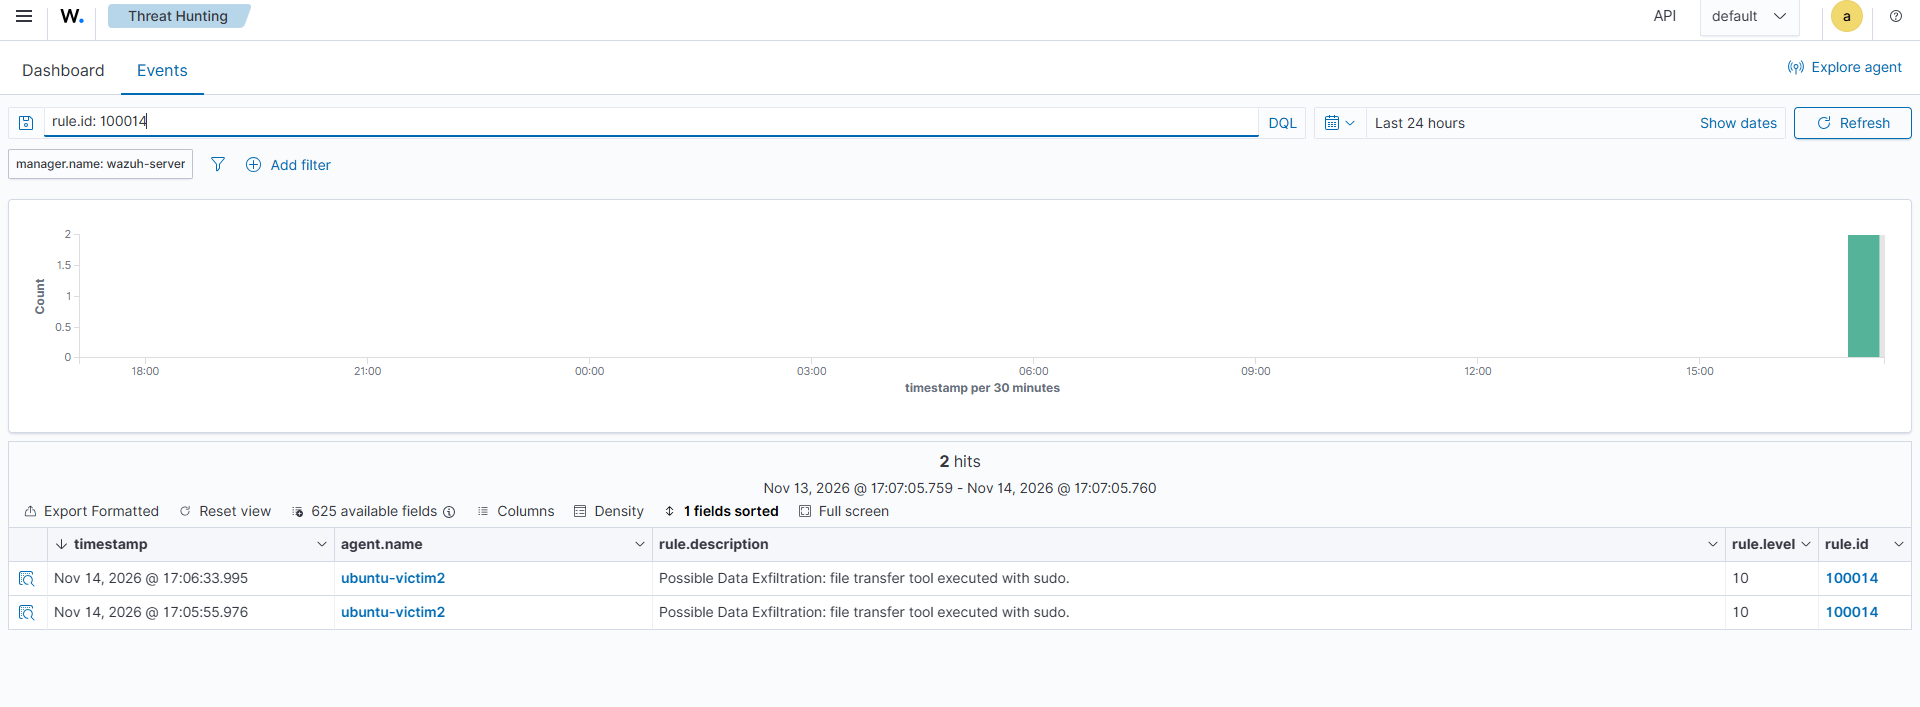 W. Threat Hunting API default a
Dashboard Events Explore agent
rule.id: 100014 DQL Last 24 hours Show dates Refresh
manager.name: wazuh-server Add filter
2
1.5
1
0.5
0
Count
18:00 21:00 00:00 03:00 06:00 09:00 12:00 15:00
timestamp per 30 minutes
2 hits
Nov 13, 2026 @ 17:07:05.759 - Nov 14, 2026 @ 17:07:05.760
Export Formatted Reset view 625 available fields Columns Density 1 fields sorted Full screen
timestamp agent.name rule.description rule.level rule.id
Nov 14, 2026 @ 17:06:33.995 ubuntu-victim2 Possible Data Exfiltration: file transfer tool executed with sudo. 10 100014
Nov 14, 2026 @ 17:05:55.976 ubuntu-victim2 Possible Data Exfiltration: file transfer tool executed with sudo. 10 100014